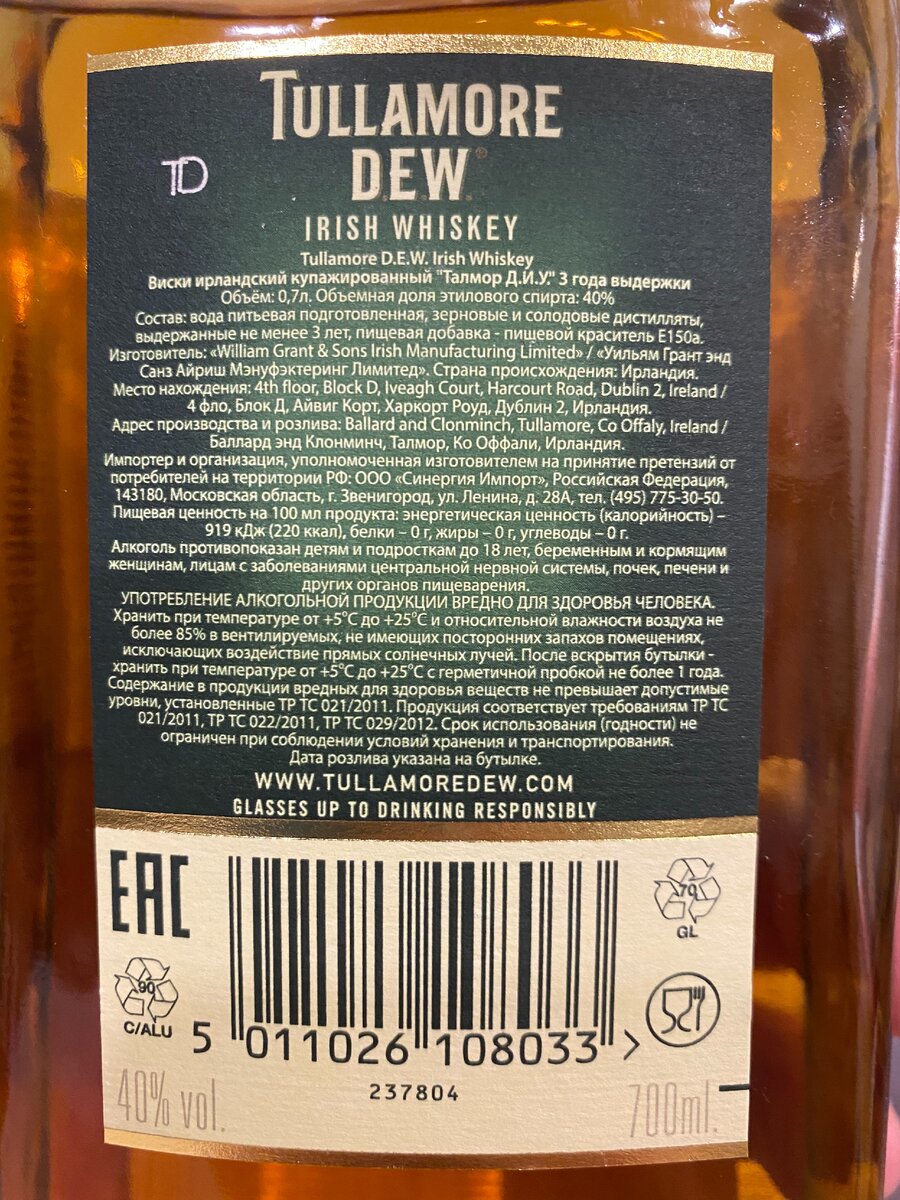 TULLAMORE
D.E.W.®
TD
IRISH WHISKEY
Tullamore D.E.W. Irish Whiskey
Виски ирландский купажированный "Талмор Д.И.У." 3 года выдержки
Объём: 0,7л. Объемная доля этилового спирта: 40%
Состав: вода питьевая подготовленная, зерновые и солодовые дистилляты,
выдержанные не менее 3 лет, пищевая добавка - пищевой краситель Е150а.
Изготовитель: «William Grant & Sons Irish Manufacturing Limited» / «Уильям Грант энд
Санз Айриш Мэнуфэктеринг Лимитед». Страна происхождения: Ирландия.
Место нахождения: 4th floor, Block D, Iveagh Court, Harcourt Road, Dublin 2, Ireland /
4 фло, Блок Д, Айвиг Корт, Харкорт Роуд, Дублин 2, Ирландия.
Адрес производства и розлива: Ballard and Clonminch, Tullamore, Co Offaly, Ireland /
Баллард энд Клонминч, Талмор, Ко Оффали, Ирландия.
Импортер и организация, уполномоченная изготовителем на принятие претензий от
потребителей на территории РФ: ООО «Синергия Импорт», Российская Федерация,
143180, Московская область, г. Звенигород, ул. Ленина, д. 28А, тел. (495) 775-30-50.
Пищевая ценность на 100 мл продукта: энергетическая ценность (калорийность) –
919 кДж (220 ккал), белки – 0 г, жиры – 0 г, углеводы – 0 г.
Алкоголь противопоказан детям и подросткам до 18 лет, беременным и кормящим
женщинам, лицам с заболеваниями центральной нервной системы, почек, печени и
других органов пищеварения.
УПОТРЕБЛЕНИЕ АЛКОГОЛЬНОЙ ПРОДУКЦИИ ВРЕДНО ДЛЯ ЗДОРОВЬЯ ЧЕЛОВЕКА.
Хранить при температуре от +5°С до +25°С и относительной влажности воздуха не
более 85% в вентилируемых, не имеющих посторонних запахов помещениях,
исключающих воздействие прямых солнечных лучей. После вскрытия бутылки -
хранить при температуре от +5°С до +25°С с герметичной пробкой не более 1 года.
Содержание в продукции вредных для здоровья веществ не превышает допустимые
уровни, установленные ТР ТС 021/2011. Продукция соответствует требованиям ТР ТС
021/2011, ТР ТС 022/2011, ТР ТС 029/2012. Срок использования (годности) не
ограничен при соблюдении условий хранения и транспортирования.
Дата розлива указана на бутылке.
WWW.TULLAMOREDEW.COM
GLASSES UP TO DRINKING RESPONSIBLY
EAC
70
GL
90
C/ALU
5 011026 108033 >
237804
40% vol.
700ml.